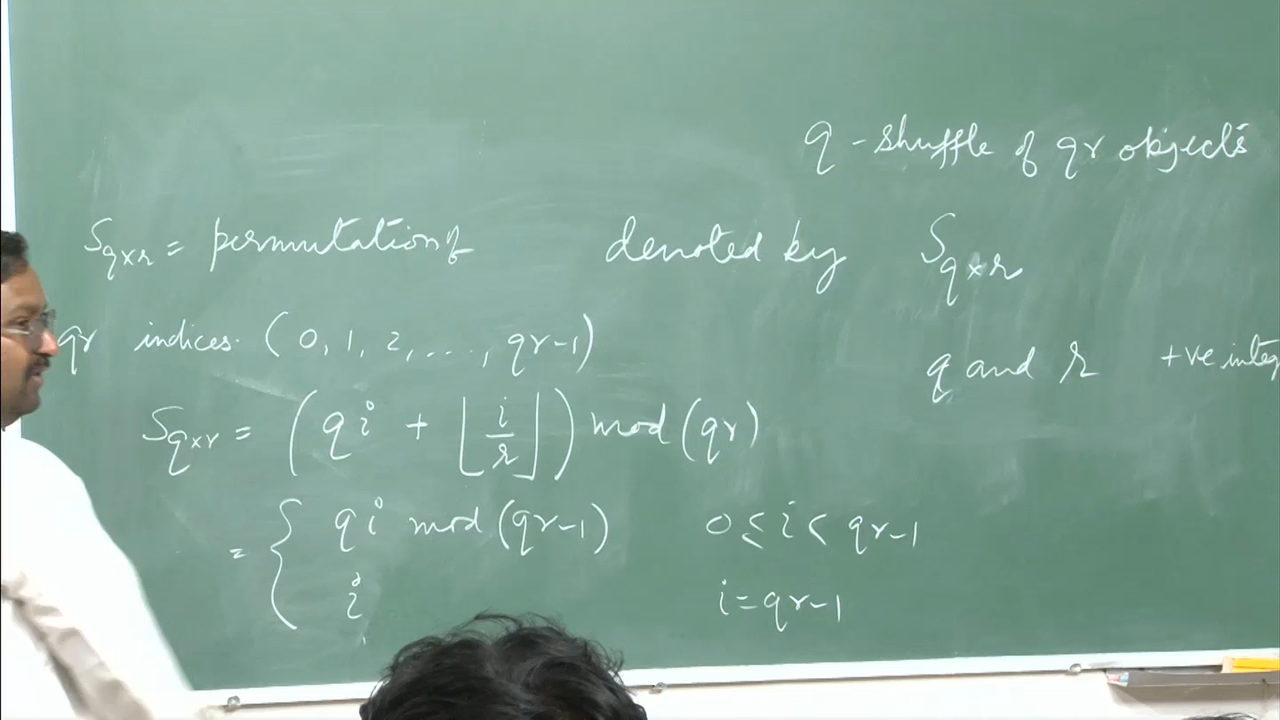 q - shuffle of qr objects
denoted by S_{q×r}
q and r +ve integ
S_{q×r} = permutation of
qr indices. (0, 1, 2, ..., qr-1)
S_{q×r} = (qi + ⌊i/r⌋) mod (qr)
= { qi mod (qr-1) 0 ≤ i < qr-1
i i = qr-1